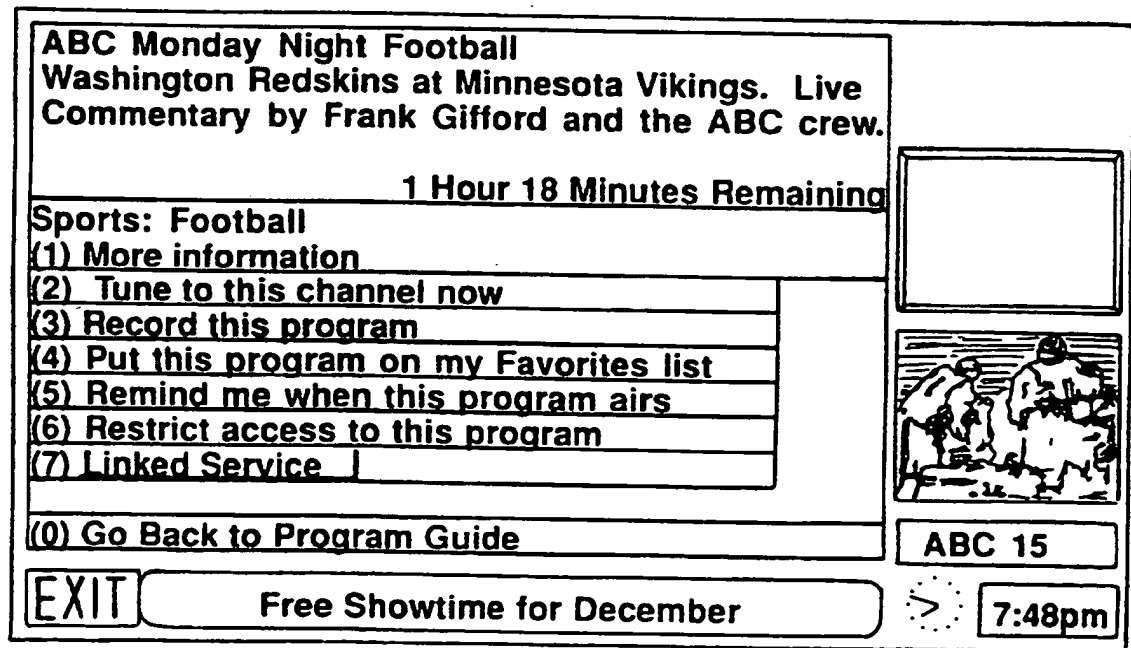 ABC Monday Night Football
Washington Redskins at Minnesota Vikings. Live
Commentary by Frank Gifford and the ABC crew.
1 Hour 18 Minutes Remaining
Sports: Football
(1) More information
(2) Tune to this channel now
(3) Record this program
(4) Put this program on my Favorites list
(5) Remind me when this program airs
(6) Restrict access to this program
(7) Linked Service
(0) Go Back to Program Guide
ABC 15
EXIT
Free Showtime for December
7:48pm